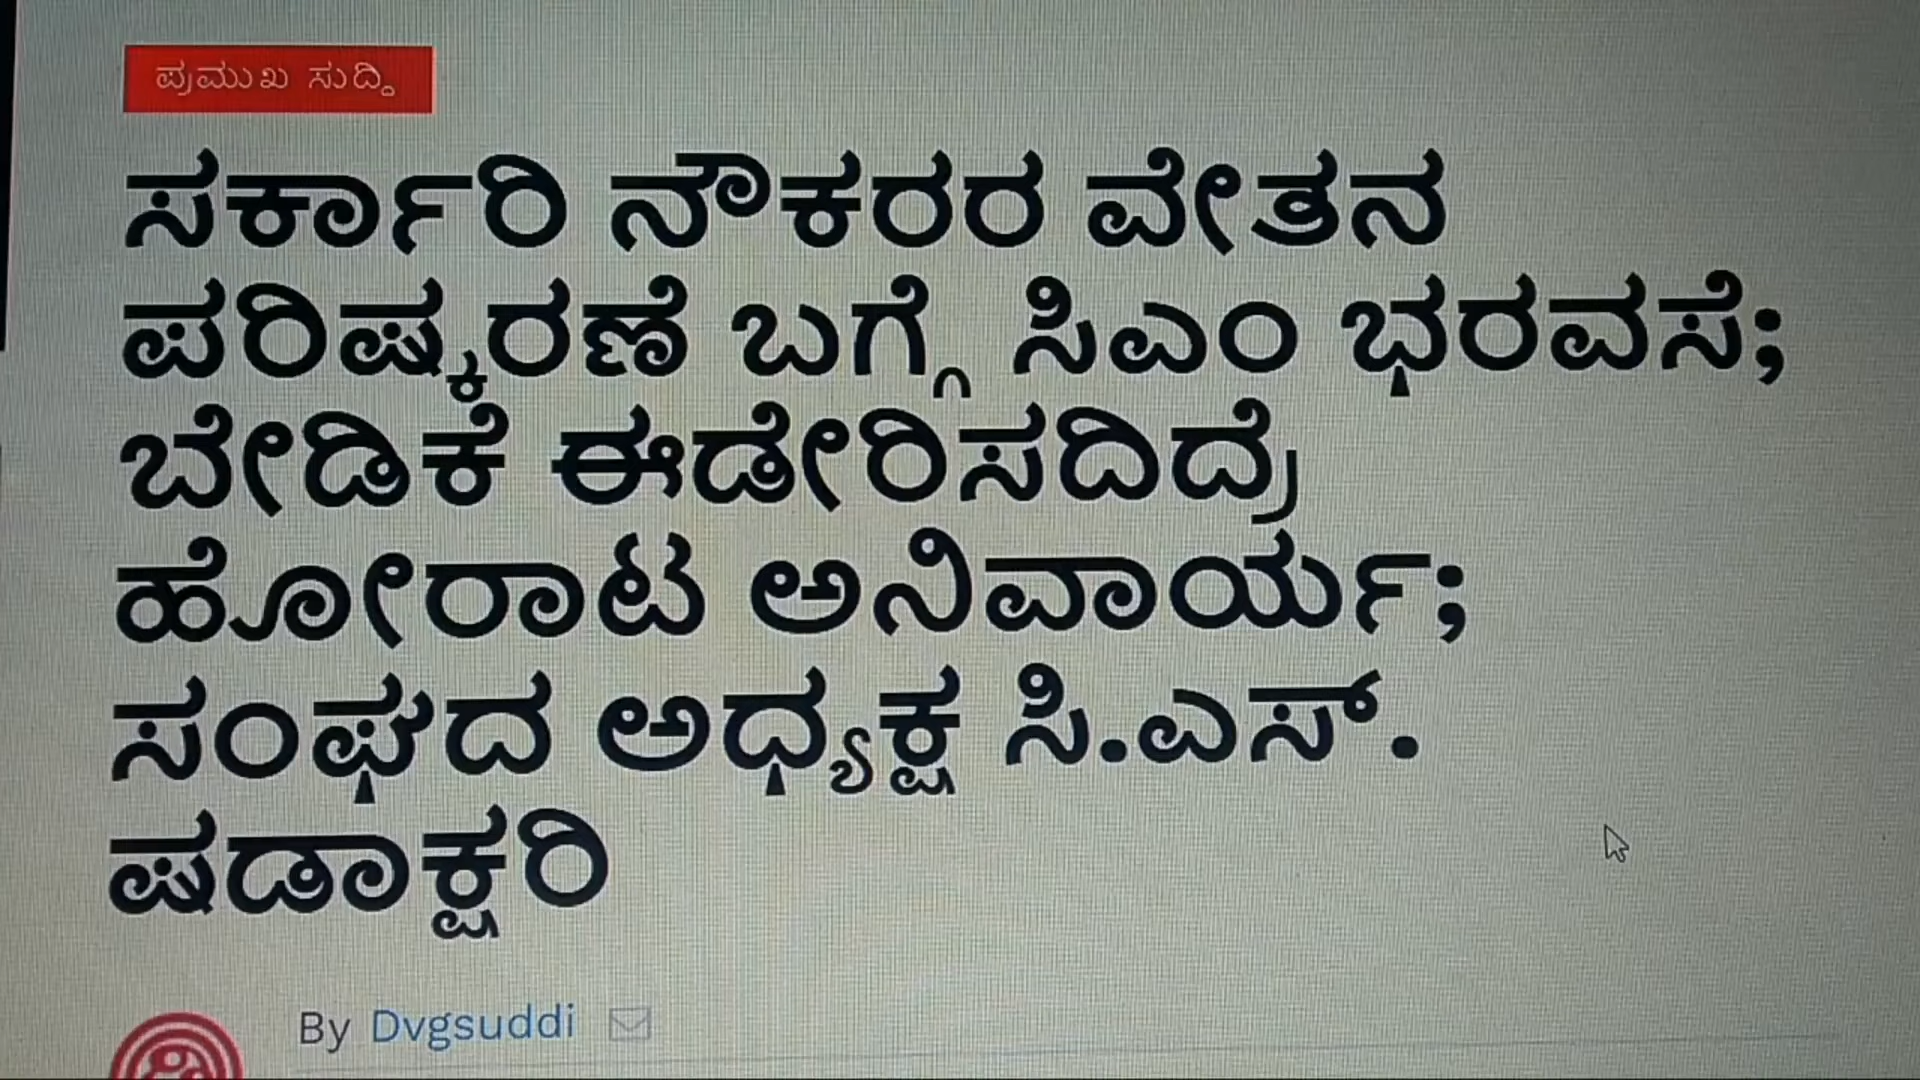 ಪ್ರಮುಖ ಸುದ್ದಿ
ಸರ್ಕಾರಿ ನೌಕರರ ವೇತನ
ಪರಿಷ್ಕರಣೆ ಬಗ್ಗೆ ಸಿಎಂ ಭರವಸೆ;
ಬೇಡಿಕೆ ಈಡೇರಿಸದಿದ್ರೆ
ಹೋರಾಟ ಅನಿವಾರ್ಯ;
ಸಂಘದ ಅಧ್ಯಕ್ಷ ಸಿ.ಎಸ್.
ಷಡಾಕ್ಷರಿ
By Dvgsuddi